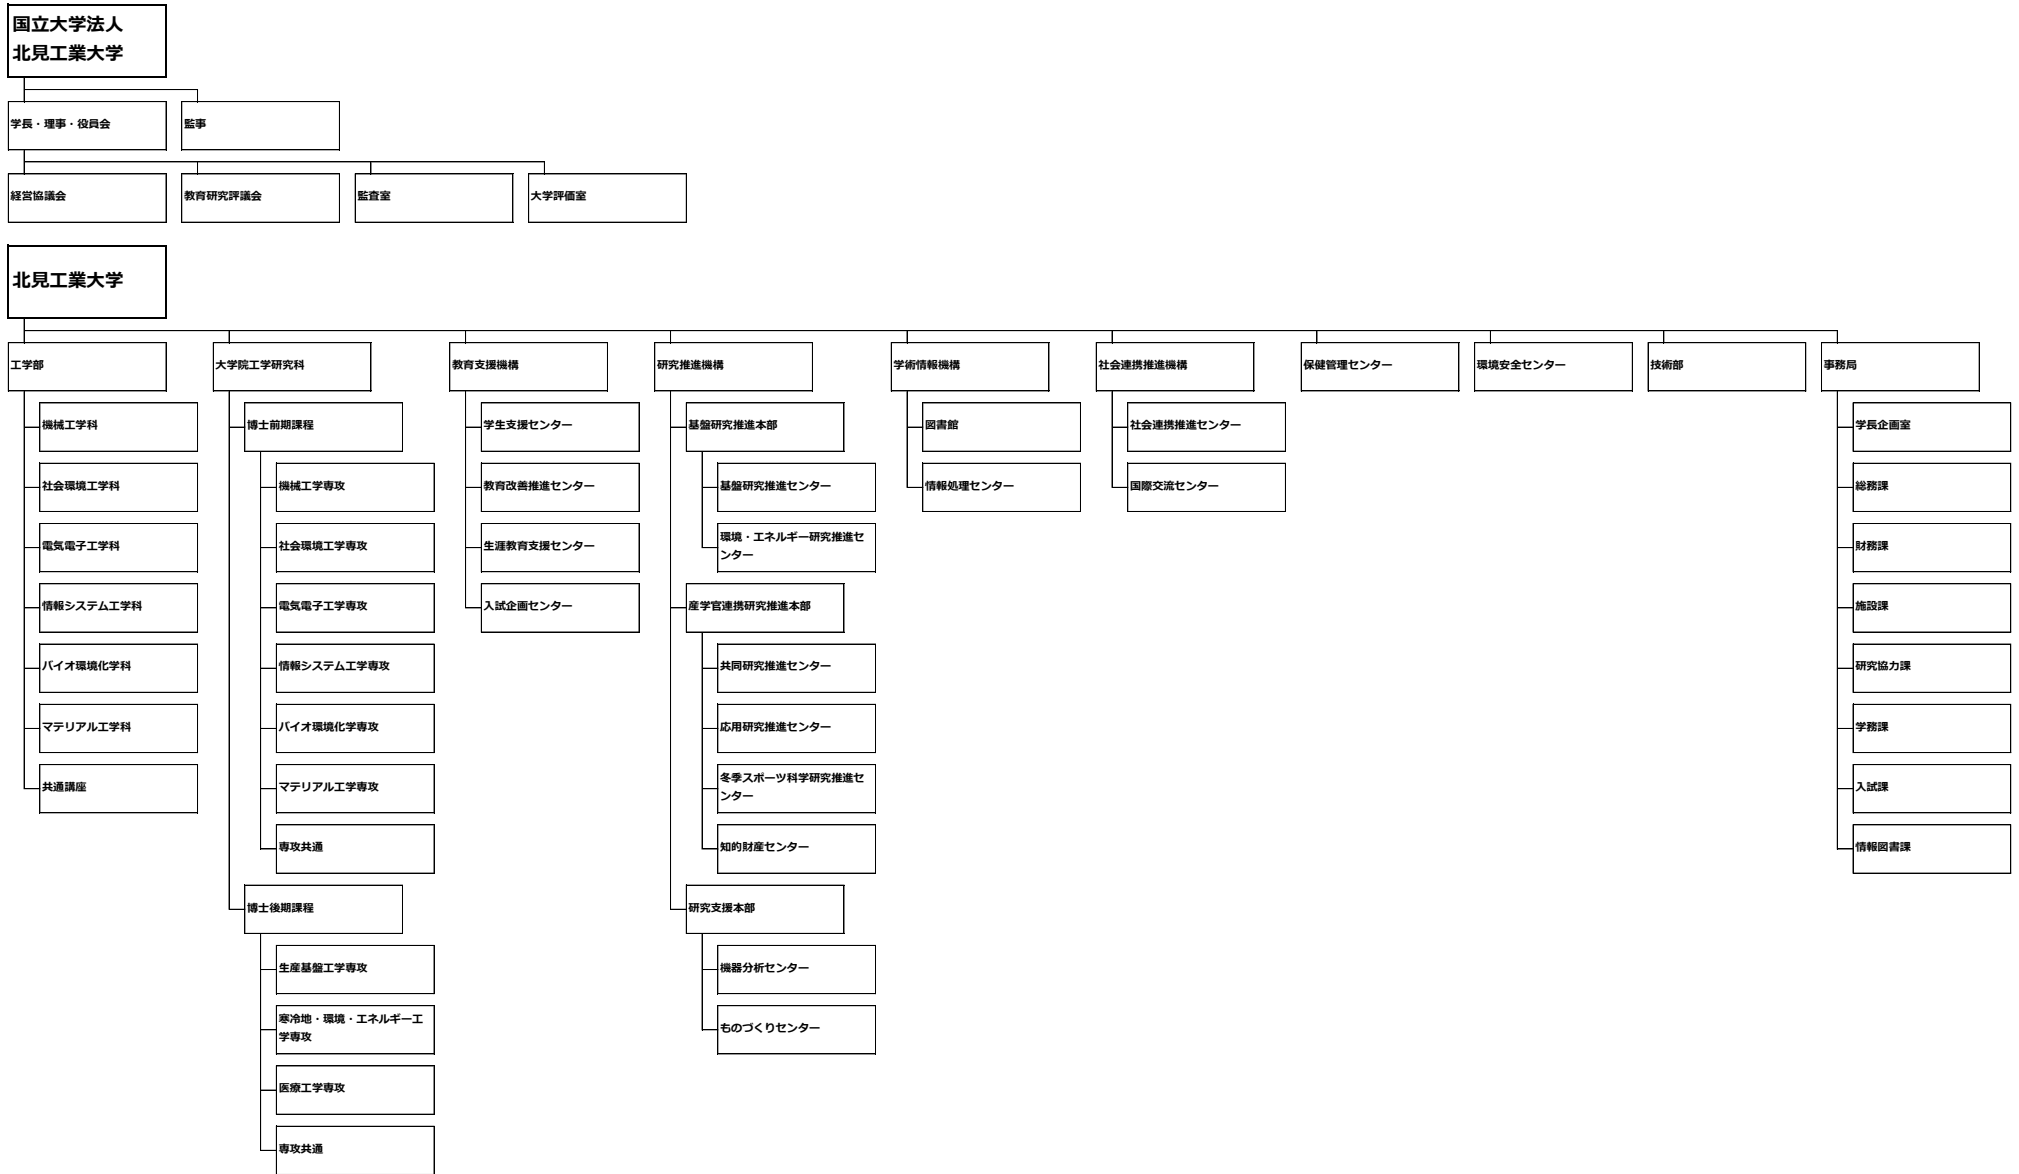 国立大学法人
北見工業大学
学長・理事・役員会
監事
経営協議会
教育研究評議会
監査室
大学評価室
北見工業大学
工学部
機械工学科
社会環境工学科
電気電子工学科
情報システム工学科
バイオ環境化学科
マテリアル工学科
共通講座
大学院工学研究科
博士前期課程
機械工学専攻
社会環境工学専攻
電気電子工学専攻
情報システム工学専攻
バイオ環境化学専攻
マテリアル工学専攻
専攻共通
博士後期課程
生産基盤工学専攻
寒冷地・環境・エネルギー工
学専攻
医療工学専攻
専攻共通
教育支援機構
学生支援センター
教育改善推進センター
生涯教育支援センター
入試企画センター
研究推進機構
基盤研究推進本部
基盤研究推進センター
環境・エネルギー研究推進セ
ンター
産学官連携研究推進本部
共同研究推進センター
応用研究推進センター
冬季スポーツ科学研究推進セ
ンター
知的財産センター
研究支援本部
機器分析センター
ものづくりセンター
学術情報機構
図書館
情報処理センター
社会連携推進機構
社会連携推進センター
国際交流センター
保健管理センター
環境安全センター
技術部
事務局
学長企画室
総務課
財務課
施設課
研究協力課
学務課
入試課
情報図書課